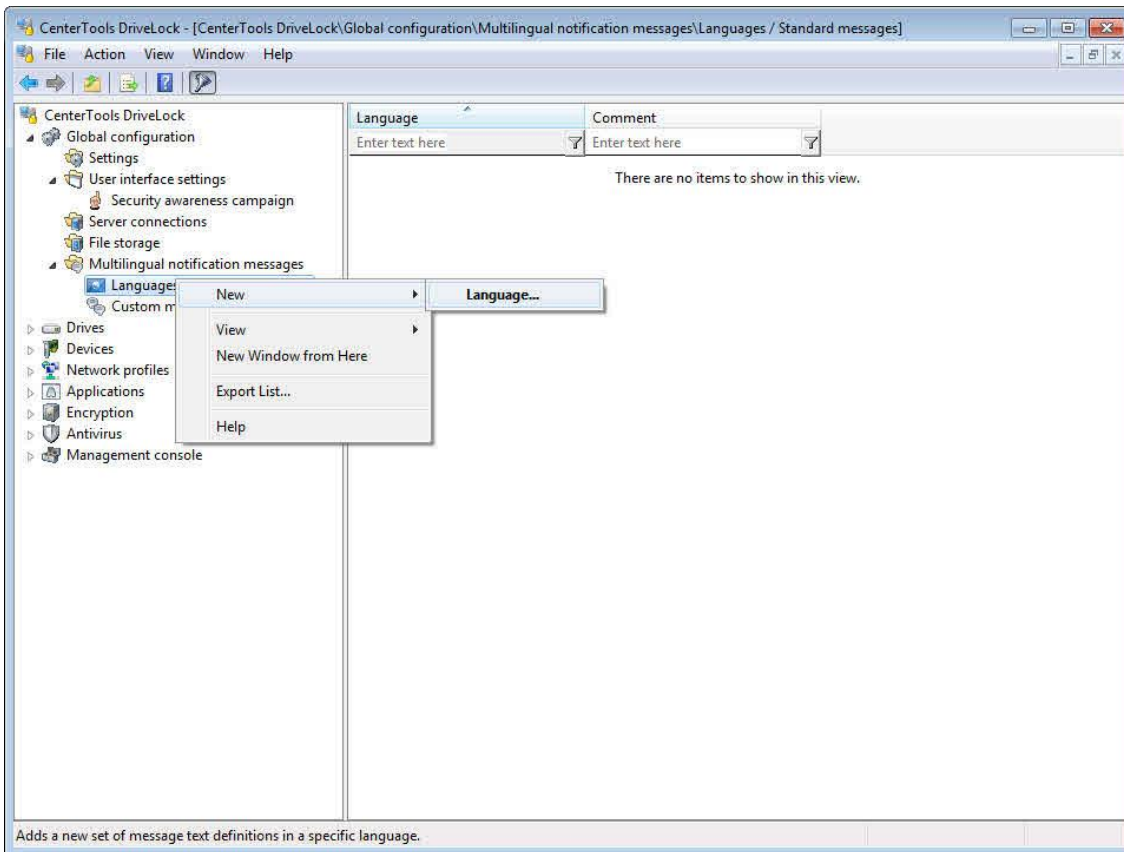 CenterTools DriveLock - [CenterTools DriveLock\Global configuration\Multilingual notification messages\Languages / Standard messages]
File Action View Window Help
CenterTools DriveLock
Global configuration
Settings
User interface settings
Security awareness campaign
Server connections
File storage
Multilingual notification messages
Languages
Custom m
Drives
Devices
Network profiles
Applications
Encryption
Antivirus
Management console
New
View
New Window from Here
Export List...
Help
Language...
Language Comment
Enter text here Enter text here
There are no items to show in this view.
Adds a new set of message text definitions in a specific language.